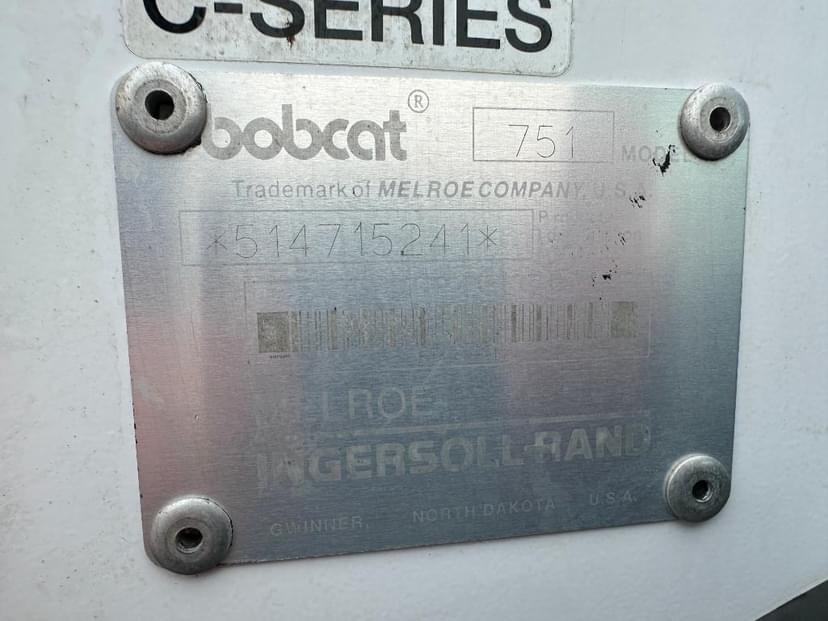 C-SERIES
bobcat® 751 MODEL
Trademark of MELROE COMPANY, U.S.A.
*514715241*
MELROE
INGERSOLL-RAND
GWINNER, NORTH DAKOTA U.S.A.